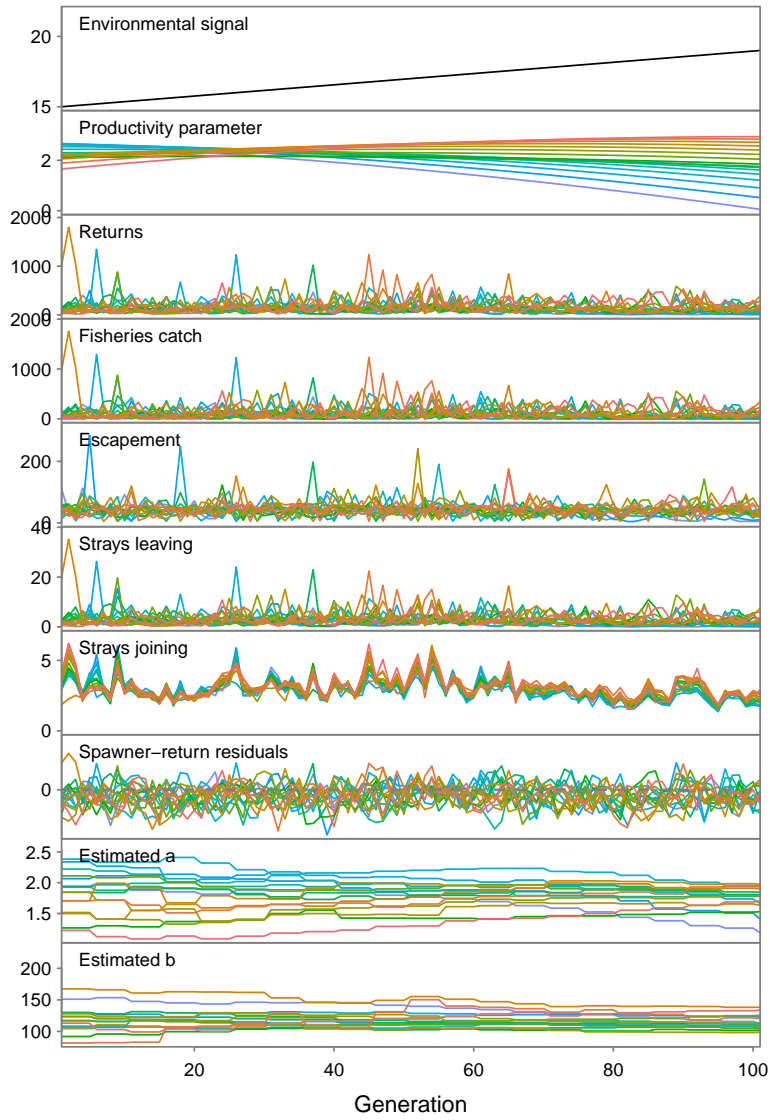 Environmental signal
20
15
Productivity parameter
2
0
Returns
2000
1000
0
Fisheries catch
2000
1000
0
Escapement
200
0
Strays leaving
40
20
0
Strays joining
5
0
Spawner−return residuals
0
Estimated a
2.5
2.0
1.5
Estimated b
200
150
100
20 40 60 80 100
Generation